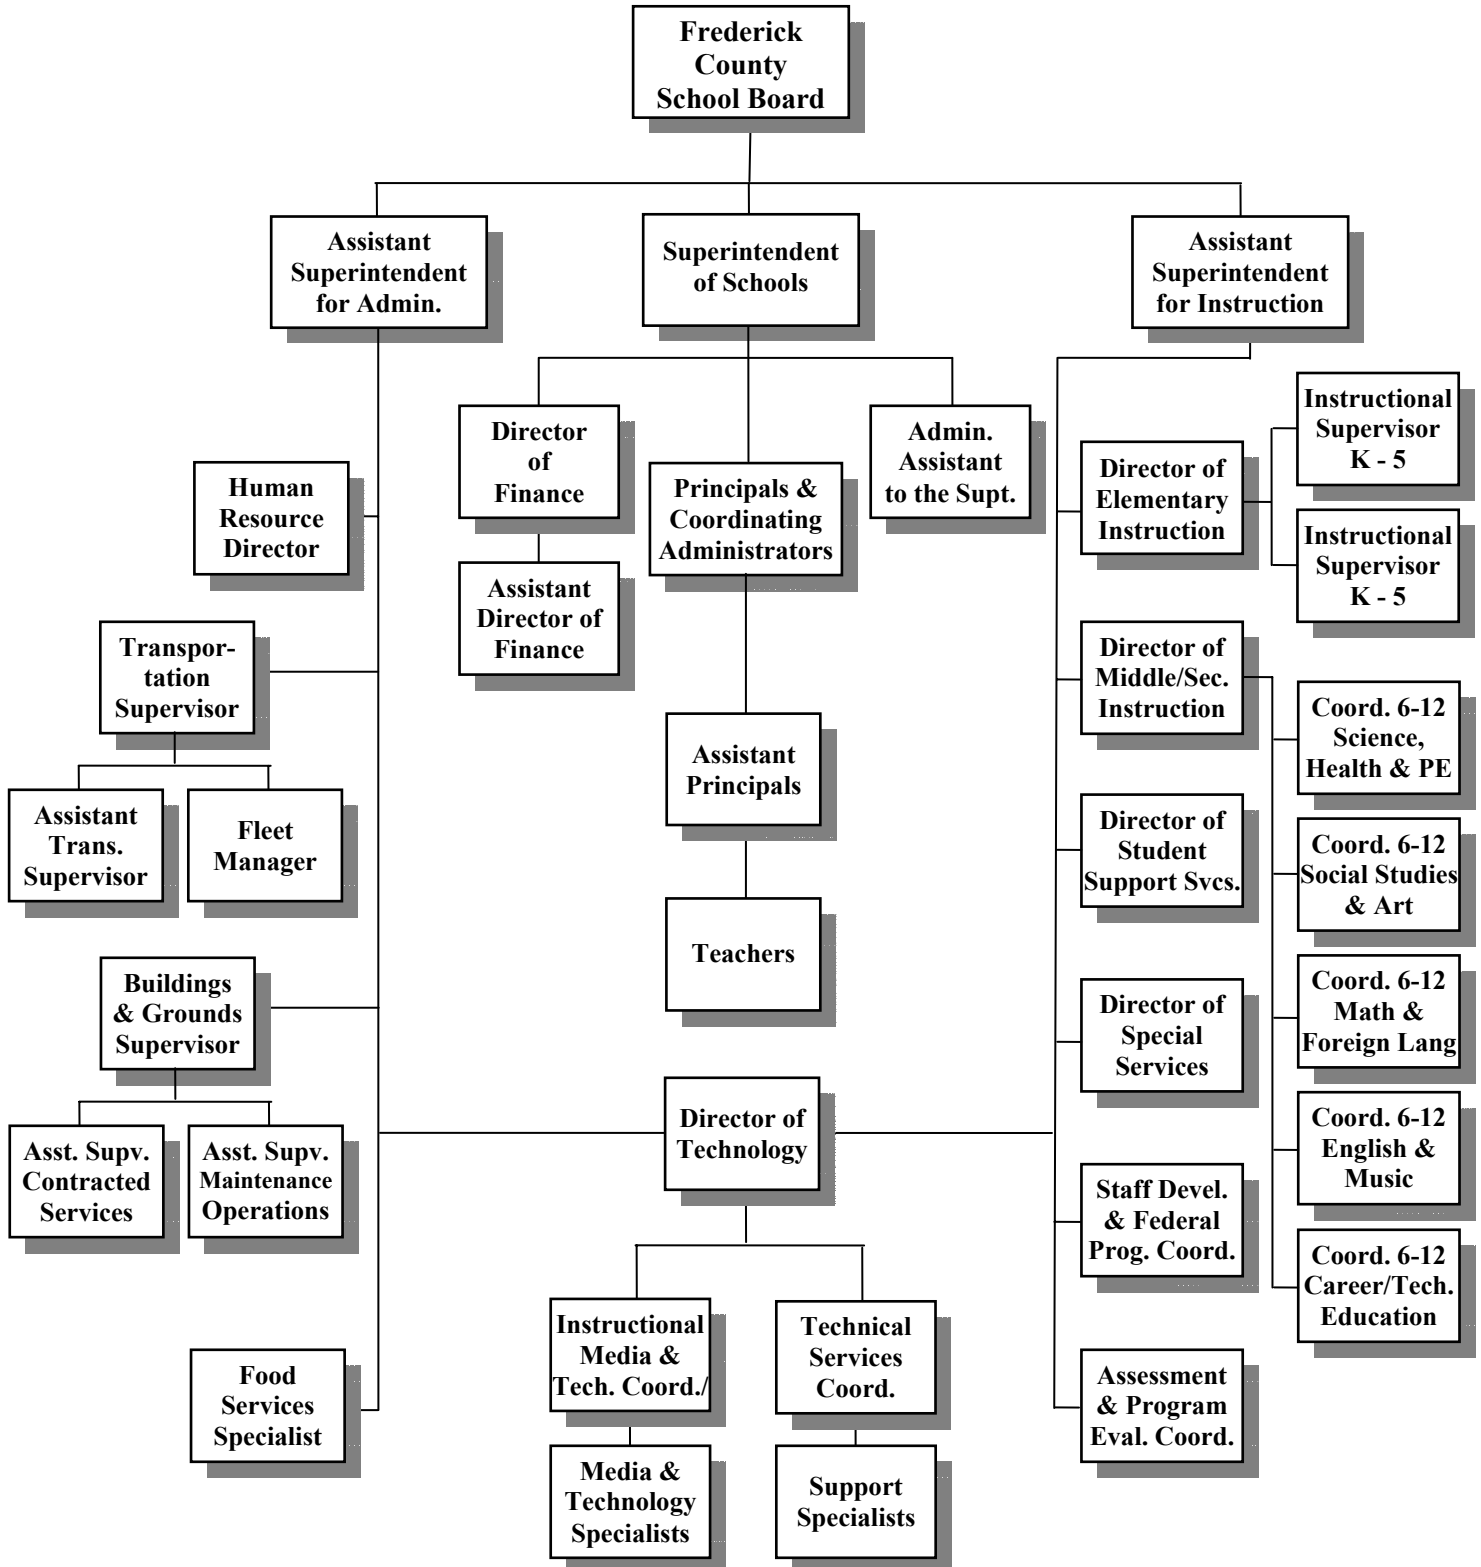 Frederick
County
School Board
Assistant
Superintendent
for Admin.
Superintendent
of Schools
Assistant
Superintendent
for Instruction
Human
Resource
Director
Transpor-
tation
Supervisor
Assistant
Trans.
Supervisor
Fleet
Manager
Buildings
& Grounds
Supervisor
Asst. Supv.
Contracted
Services
Asst. Supv.
Maintenance
Operations
Food
Services
Specialist
Director
of
Finance
Assistant
Director of
Finance
Principals &
Coordinating
Administrators
Assistant
Principals
Teachers
Admin.
Assistant
to the Supt.
Director of
Technology
Instructional
Media &
Tech. Coord./
Media &
Technology
Specialists
Technical
Services
Coord.
Support
Specialists
Director of
Elementary
Instruction
Instructional
Supervisor
K - 5
Instructional
Supervisor
K - 5
Director of
Middle/Sec.
Instruction
Coord. 6-12
Science,
Health & PE
Coord. 6-12
Social Studies
& Art
Coord. 6-12
Math &
Foreign Lang
Coord. 6-12
English &
Music
Coord. 6-12
Career/Tech.
Education
Director of
Student
Support Svcs.
Director of
Special
Services
Staff Devel.
& Federal
Prog. Coord.
Assessment
& Program
Eval. Coord.